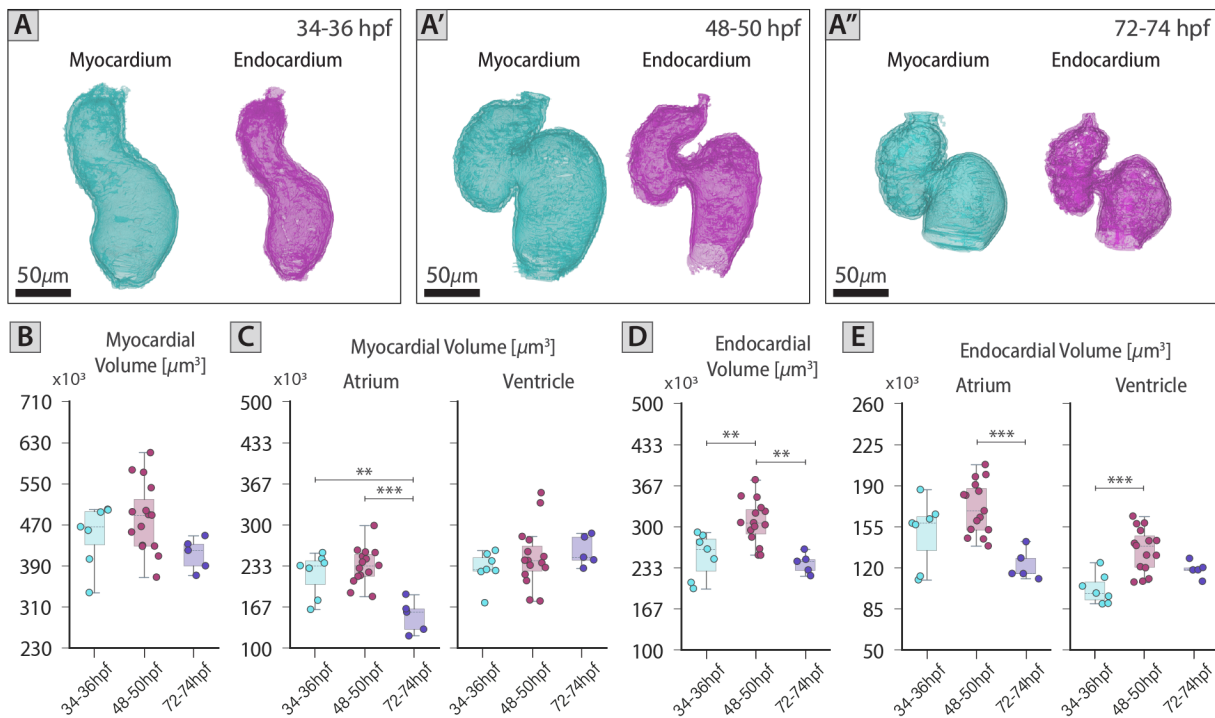 A
34-36 hpf
Myocardium Endocardium
50μm
A'
48-50 hpf
Myocardium Endocardium
50μm
A''
72-74 hpf
Myocardium Endocardium
50μm
B
Myocardial
Volume [μm³]
x10³
710
630
550
470
390
310
230
34-36hpf
48-50hpf
72-74hpf
C
Myocardial Volume [μm³]
x10³
Atrium
Ventricle
500
433
367
300
233
167
100
**
***
34-36hpf
48-50hpf
72-74hpf
34-36hpf
48-50hpf
72-74hpf
D
Endocardial
Volume [μm³]
x10³
500
433
367
300
233
167
100
**
**
34-36hpf
48-50hpf
72-74hpf
E
Endocardial Volume [μm³]
x10³
Atrium
Ventricle
260
225
190
155
120
85
50
***
***
34-36hpf
48-50hpf
72-74hpf
34-36hpf
48-50hpf
72-74hpf